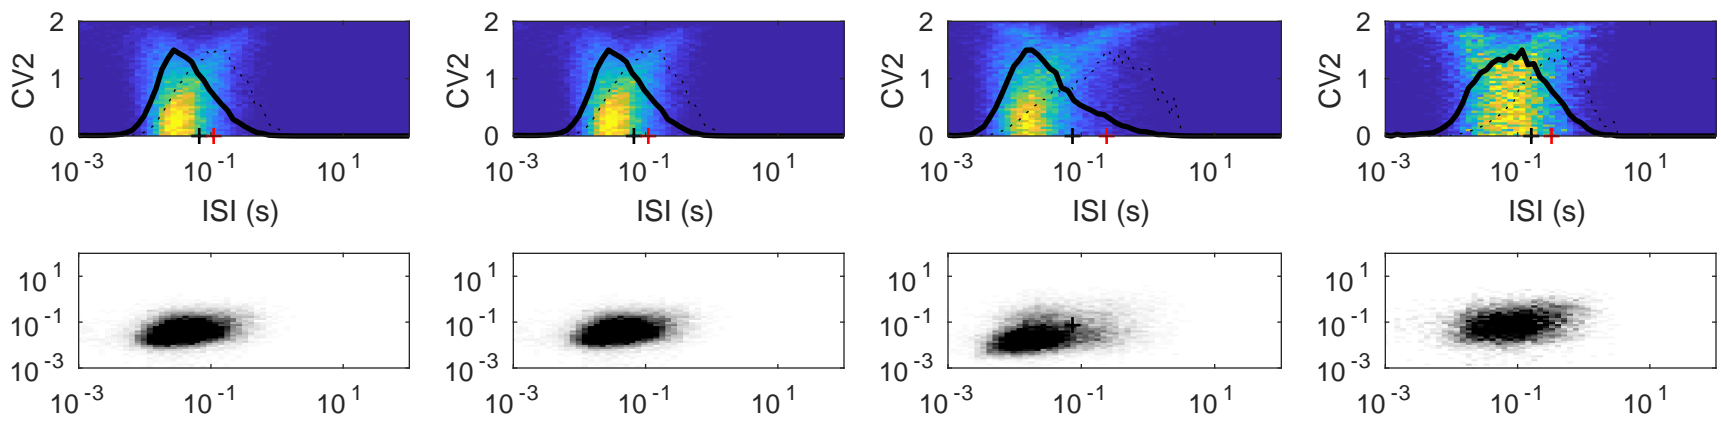 2 2 2 2
CV2 1 CV2 1 CV2 1 CV2 1
0 0 0 0
10^-3 10^-1 10^1 10^-3 10^-1 10^1 10^-3 10^-1 10^1 10^-3 10^-1 10^1
ISI (s) ISI (s) ISI (s) ISI (s)
10^1 10^1 10^1 10^1
10^-1 10^-1 10^-1 10^-1
10^-3 10^-3 10^-3 10^-3
10^-3 10^-1 10^1 10^-3 10^-1 10^1 10^-3 10^-1 10^1 10^-3 10^-1 10^1